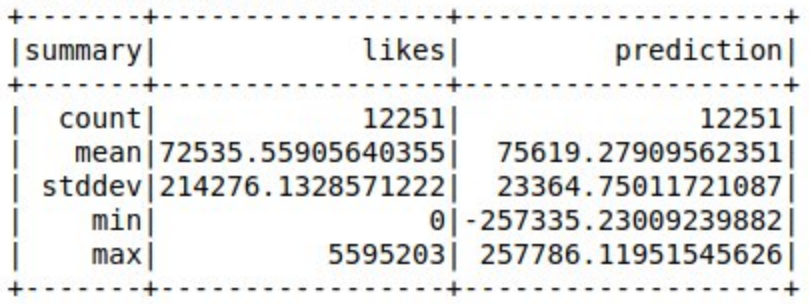 +-------+------------------+-------------------+
|summary|             likes|         prediction|
+-------+------------------+-------------------+
|  count|             12251|              12251|
|   mean|72535.55905640355|  75619.27909562351|
| stddev|214276.1328571222| 23364.75011721087|
|    min|                 0|-257335.23009239882|
|    max|           5595203| 257786.11951545626|
+-------+------------------+-------------------+